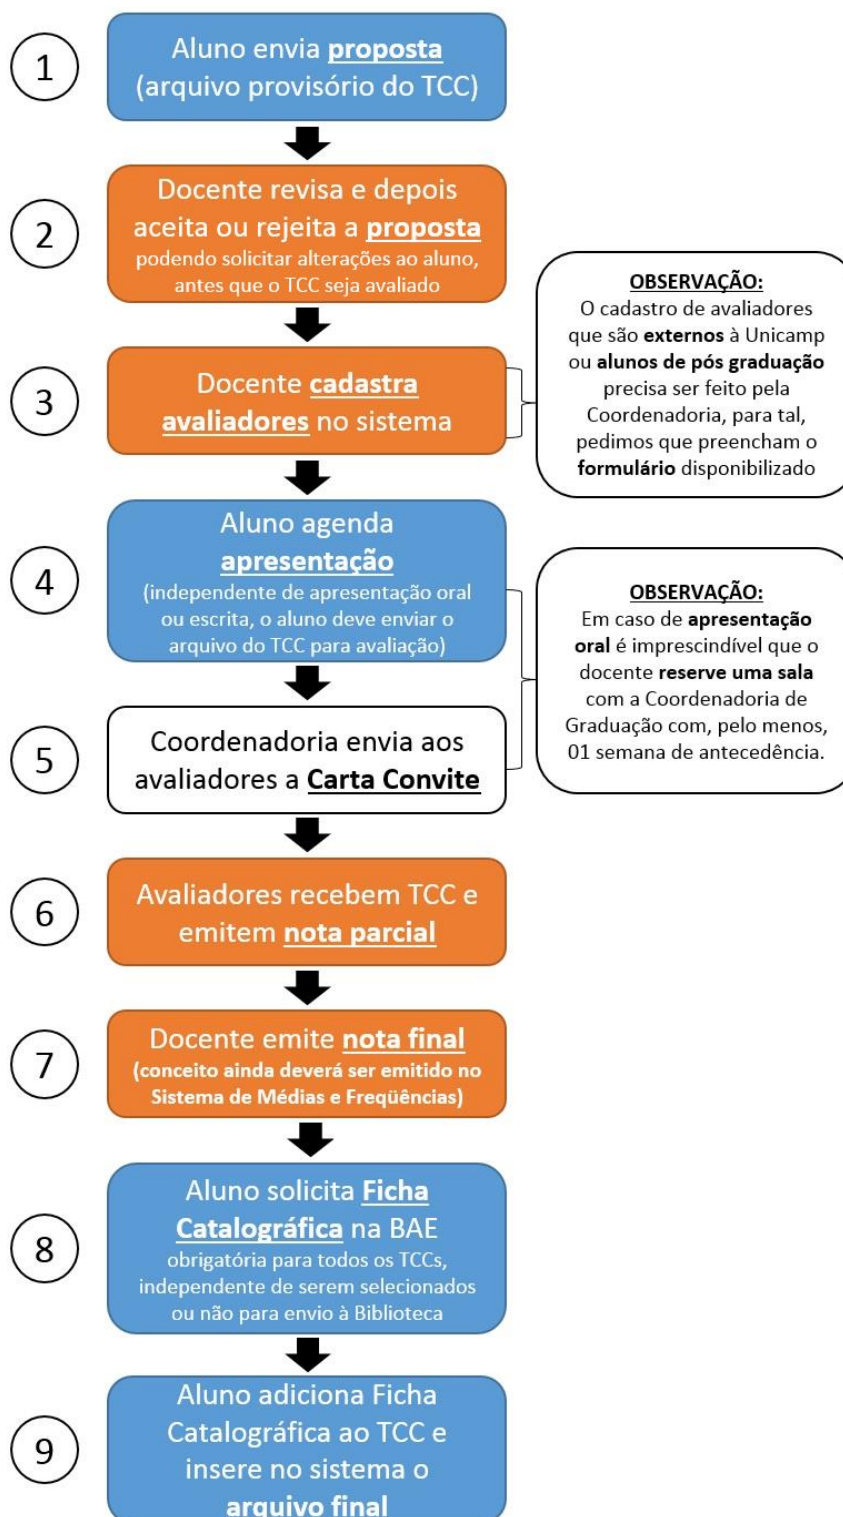 1
Aluno envia proposta
(arquivo provisório do TCC)
2
Docente revisa e depois
aceita ou rejeita a proposta
podendo solicitar alterações ao aluno,
antes que o TCC seja avaliado
3
Docente cadastra
avaliadores no sistema
OBSERVAÇÃO:
O cadastro de avaliadores
que são externos à Unicamp
ou alunos de pós graduação
precisa ser feito pela
Coordenadoria, para tal,
pedimos que preencham o
formulário disponibilizado
4
Aluno agenda
apresentação
(independente de apresentação oral
ou escrita, o aluno deve enviar o
arquivo do TCC para avaliação)
OBSERVAÇÃO:
Em caso de apresentação
oral é imprescindível que o
docente reserve uma sala
com a Coordenadoria de
Graduação com, pelo menos,
01 semana de antecedência.
5
Coordenadoria envia aos
avaliadores a Carta Convite
6
Avaliadores recebem TCC e
emitem nota parcial
7
Docente emite nota final
(conceito ainda deverá ser emitido no
Sistema de Médias e Freqüências)
8
Aluno solicita Ficha
Catalográfica na BAE
obrigatória para todos os TCCs,
independente de serem selecionados
ou não para envio à Biblioteca
9
Aluno adiciona Ficha
Catalográfica ao TCC e
insere no sistema o
arquivo final